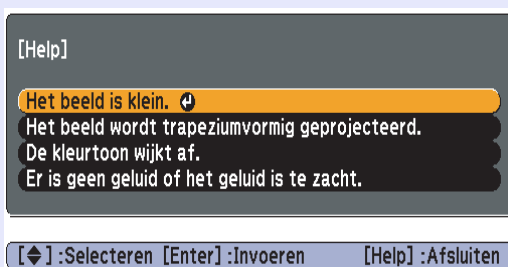 [Help]
Het beeld is klein.
Het beeld wordt trapeziumvormig geprojecteerd.
De kleurtoon wijkt af.
Er is geen geluid of het geluid is te zacht.
[◆] :Selecteren [Enter] :Invoeren [Help] :Afsluiten